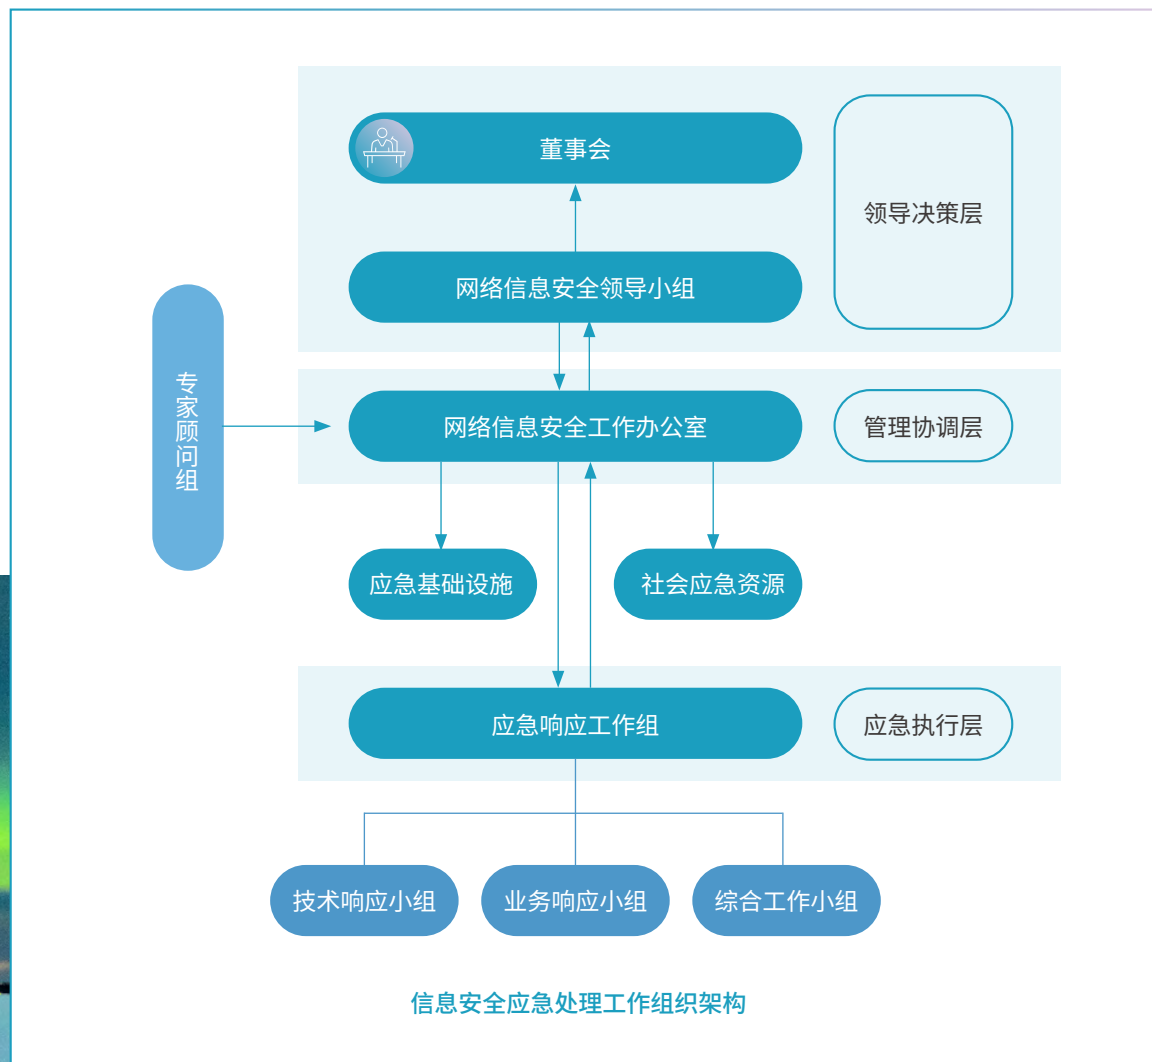 董事会
领导决策层
网络信息安全领导小组
专家顾问组
网络信息安全工作办公室
管理协调层
应急基础设施
社会应急资源
应急响应工作组
应急执行层
技术响应小组
业务响应小组
综合工作小组
信息安全应急处理工作组织架构